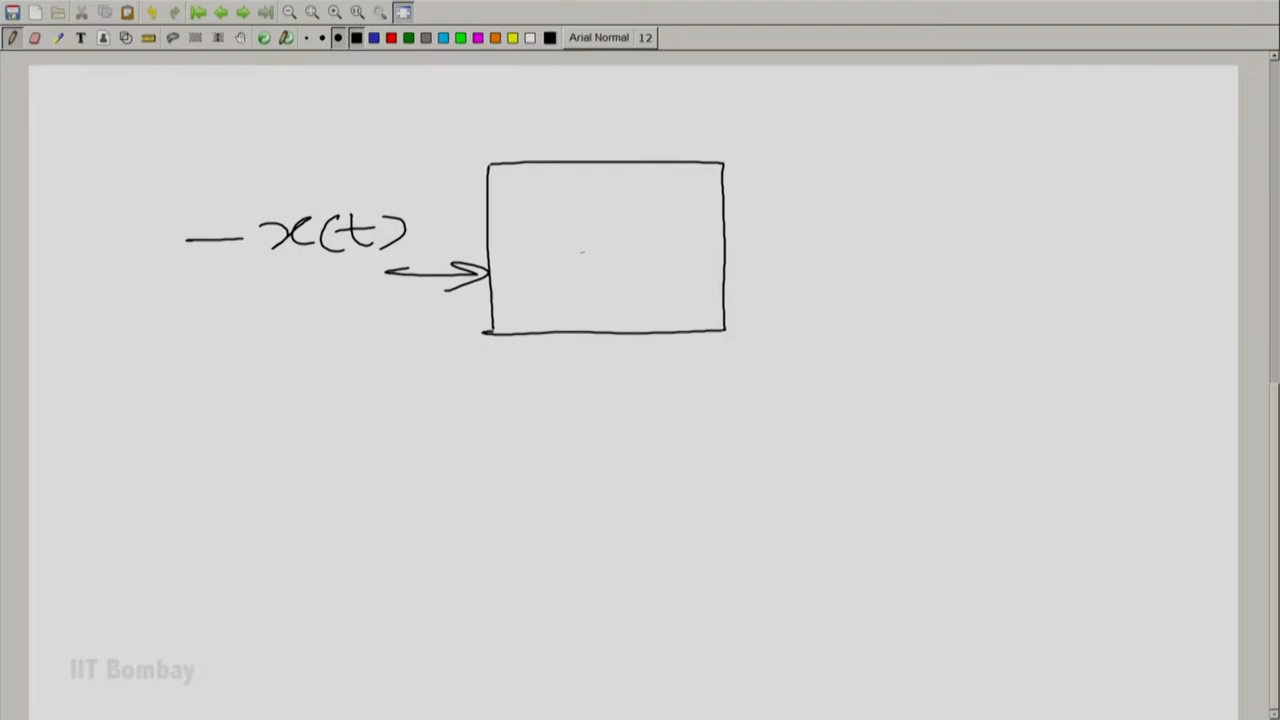 Arial Normal 12
— x(t)
IIT Bombay